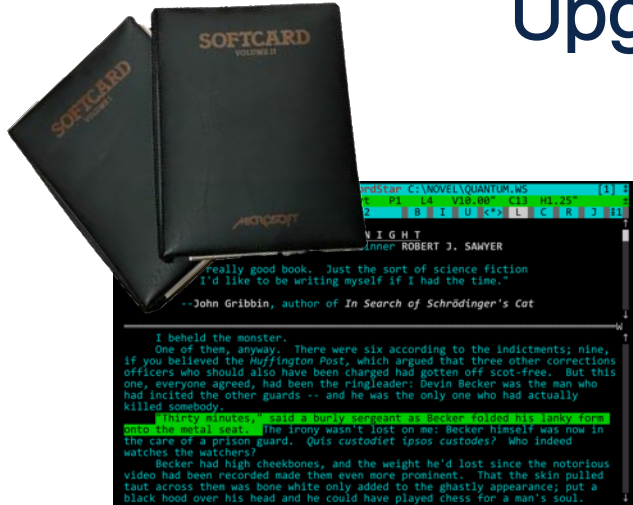 Upg
SOFTCARD
VOLUME II
SOFTCARD
VOLUME I
MICROSOFT
rdStar C:\NOVEL\QUANTUM.WS [1]
P1 L4 V10.00" C13 H1.25"
2 B I U <*> L C R J
N I G H T
inner ROBERT J. SAWYER
really good book. Just the sort of science fiction
I'd like to be writing myself if I had the time."
--John Gribbin, author of In Search of Schrödinger's Cat
W
I beheld the monster.
One of them, anyway. There were six according to the indictments; nine,
if you believed the Huffington Post, which argued that three other corrections
officers who should also have been charged had gotten off scot-free. But this
one, everyone agreed, had been the ringleader: Devin Becker was the man who
had incited the other guards -- and he was the only one who had actually
killed somebody.
"Thirty minutes," said a burly sergeant as Becker folded his lanky form
onto the metal seat. The irony wasn't lost on me: Becker himself was now in
the care of a prison guard. Quis custodiet ipsos custodes? Who indeed
watches the watchers?
Becker had high cheekbones, and the weight he'd lost since the notorious
video had been recorded made them even more prominent. That the skin pulled
taut across them was bone white only added to the ghastly appearance; put a
black hood over his head and he could have played chess for a man's soul.